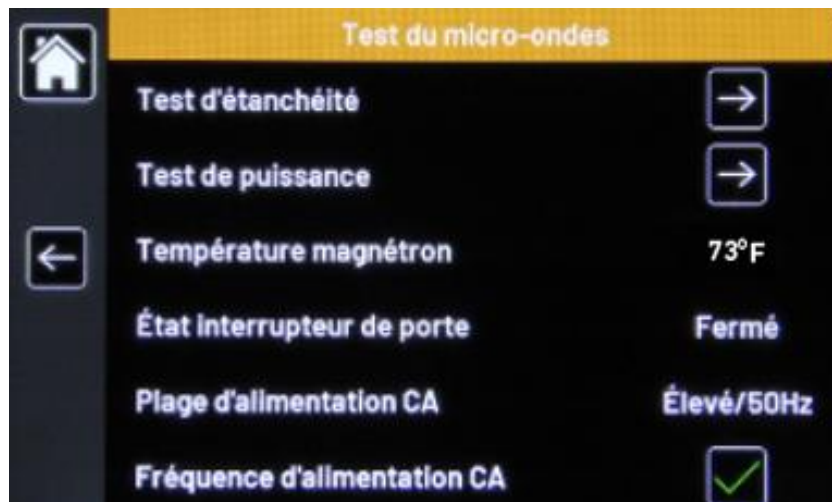 Test du micro-ondes
Test d'étanchéité
Test de puissance
Température magnétron 73°F
État interrupteur de porte Fermé
Plage d'alimentation CA Élevé/50Hz
Fréquence d'alimentation CA